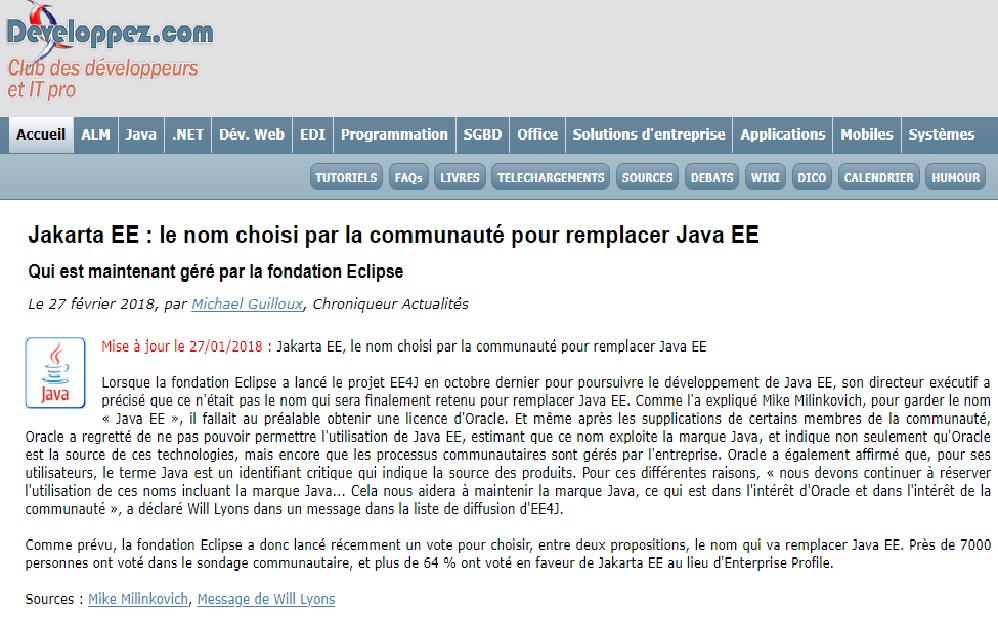 Developpez.com
Club des développeurs
et IT pro
Accueil ALM Java .NET Dév. Web EDI Programmation SGBD Office Solutions d'entreprise Applications Mobiles Systèmes
TUTORIELS FAQs LIVRES TELECHARGEMENTS SOURCES DEBATS WIKI DICO CALENDRIER HUMOUR
Jakarta EE : le nom choisi par la communauté pour remplacer Java EE
Qui est maintenant géré par la fondation Eclipse
Le 27 février 2018, par Michael Guilloux, Chroniqueur Actualités
Java
Mise à jour le 27/01/2018 : Jakarta EE, le nom choisi par la communauté pour remplacer Java EE
Lorsque la fondation Eclipse a lancé le projet EE4J en octobre dernier pour poursuivre le développement de Java EE, son directeur exécutif a
précisé que ce n'était pas le nom qui sera finalement retenu pour remplacer Java EE. Comme l'a expliqué Mike Milinkovich, pour garder le nom
« Java EE », il fallait au préalable obtenir une licence d'Oracle. Et même après les supplications de certains membres de la communauté,
Oracle a regretté de ne pas pouvoir permettre l'utilisation de Java EE, estimant que ce nom exploite la marque Java, et indique non seulement qu'Oracle
est la source de ces technologies, mais encore que les processus communautaires sont gérés par l'entreprise. Oracle a également affirmé que, pour ses
utilisateurs, le terme Java est un identifiant critique qui indique la source des produits. Pour ces différentes raisons, « nous devons continuer à réserver
l'utilisation de ces noms incluant la marque Java... Cela nous aidera à maintenir la marque Java, ce qui est dans l'intérêt d'Oracle et dans l'intérêt de la
communauté », a déclaré Will Lyons dans un message dans la liste de diffusion d'EE4J.
Comme prévu, la fondation Eclipse a donc lancé récemment un vote pour choisir, entre deux propositions, le nom qui va remplacer Java EE. Près de 7000
personnes ont voté dans le sondage communautaire, et plus de 64 % ont voté en faveur de Jakarta EE au lieu d'Enterprise Profile.
Sources : Mike Milinkovich, Message de Will Lyons